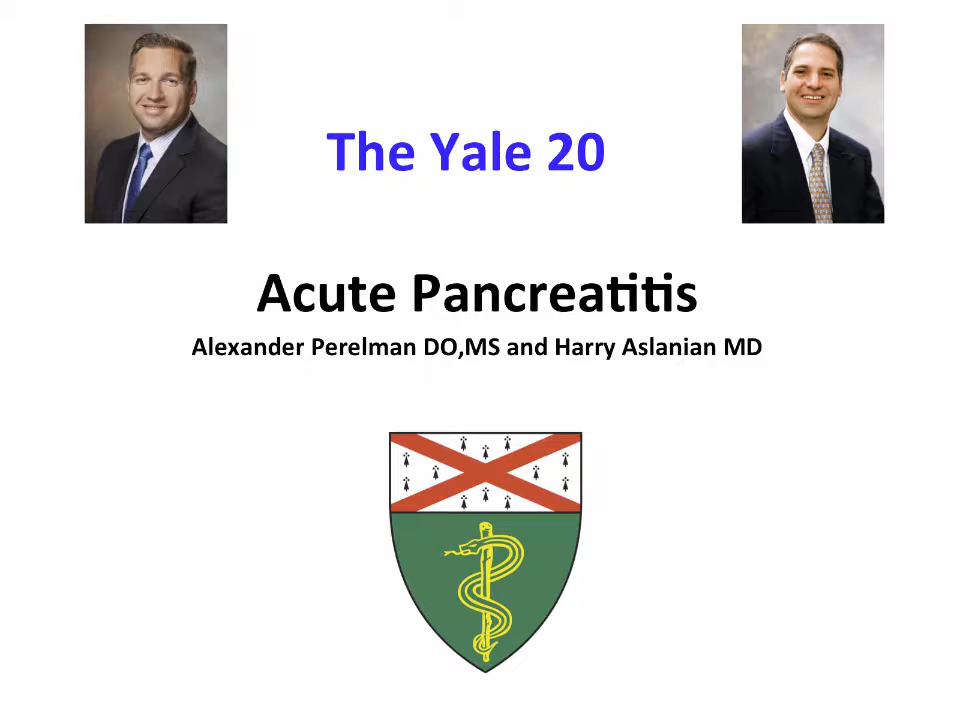 The Yale 20
Acute Pancreatitis
Alexander Perelman DO,MS and Harry Aslanian MD